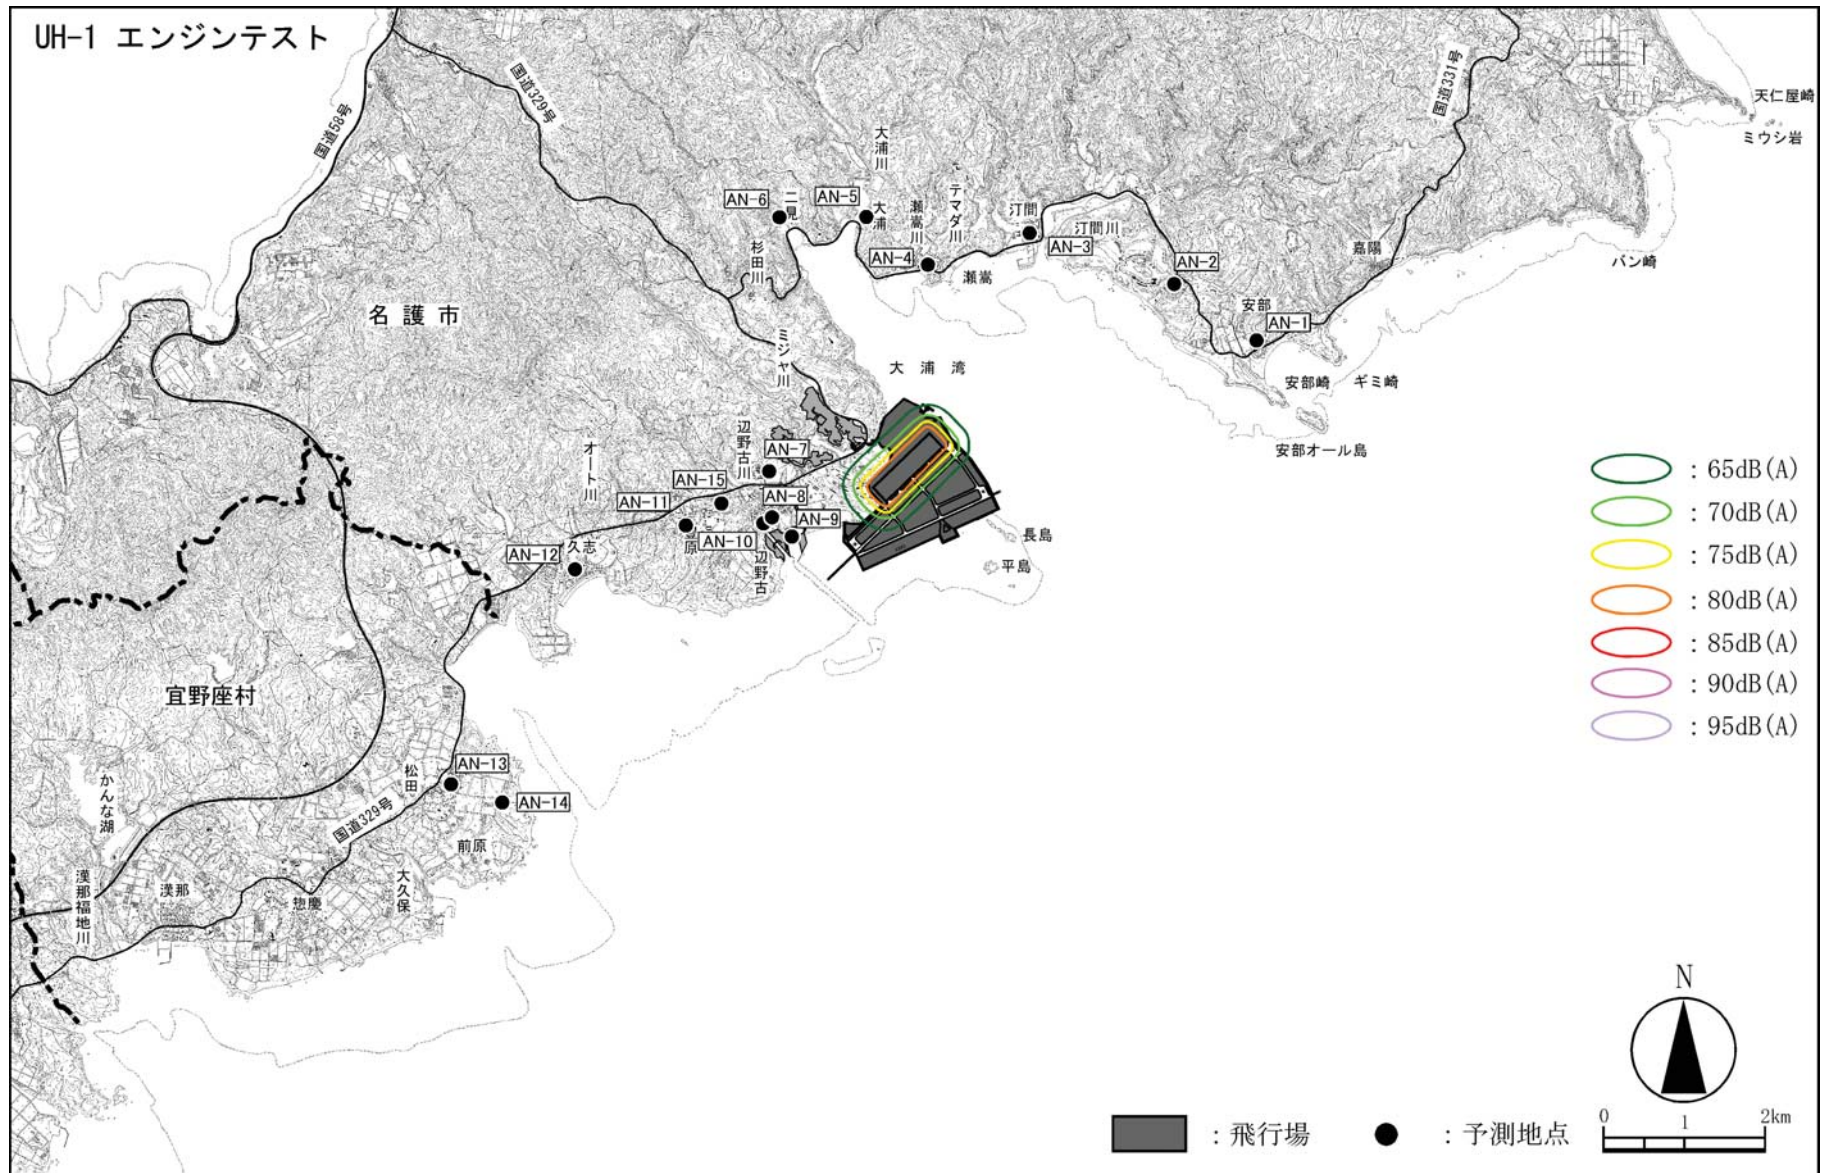 UH-1 エンジンテスト
国道58号
国道329号
国道331号
天仁屋崎
ミウシ岩
バン崎
嘉陽
大浦川
AN-6
二見
AN-5
大浦
瀬嵩川
テマダ川
汀間
AN-3
汀間川
AN-4
瀬嵩
AN-2
安部
AN-1
杉田川
名護市
ミジャ川
大浦湾
安部崎
ギミ崎
安部オール島
辺野古川
AN-7
オート川
AN-15
AN-11
AN-8
AN-9
AN-10
原
辺野古
AN-12
久志
長島
平島
:65dB(A)
:70dB(A)
:75dB(A)
:80dB(A)
:85dB(A)
:90dB(A)
:95dB(A)
宜野座村
かんな湖
松田
AN-13
AN-14
国道329号
前原
大久保
漢那
惣慶
漢那福地川
N
0 1 2km
:飛行場
:予測地点